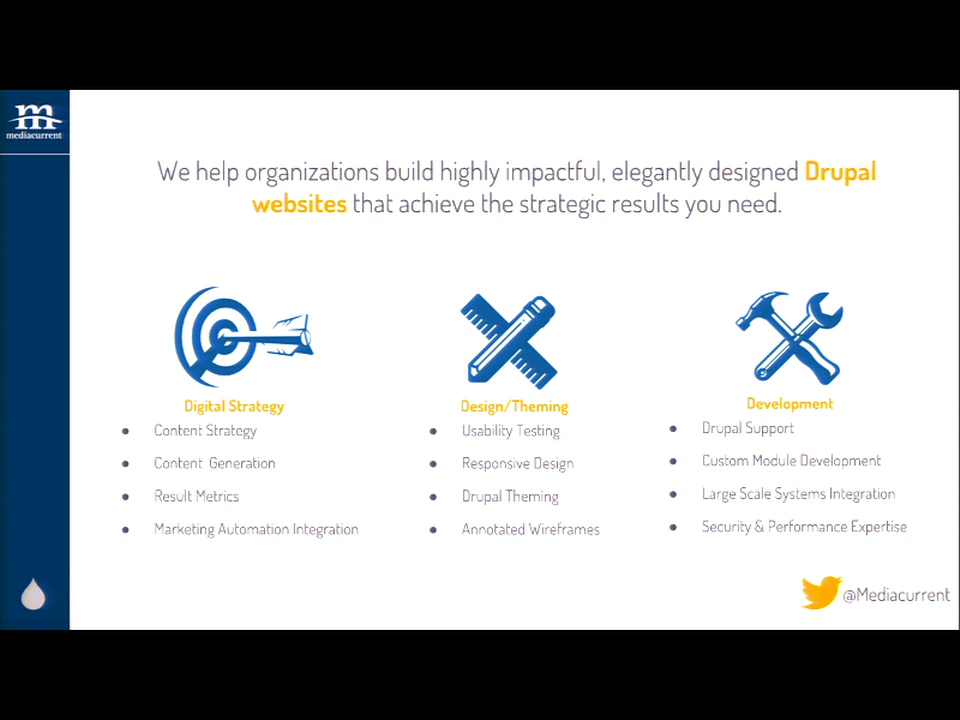 m
mediacurrent
We help organizations build highly impactful, elegantly designed Drupal
websites that achieve the strategic results you need.
Digital Strategy
● Content Strategy
● Content Generation
● Result Metrics
● Marketing Automation Integration
Design/Theming
● Usability Testing
● Responsive Design
● Drupal Theming
● Annotated Wireframes
Development
● Drupal Support
● Custom Module Development
● Large Scale Systems Integration
● Security & Performance Expertise
@Mediacurrent